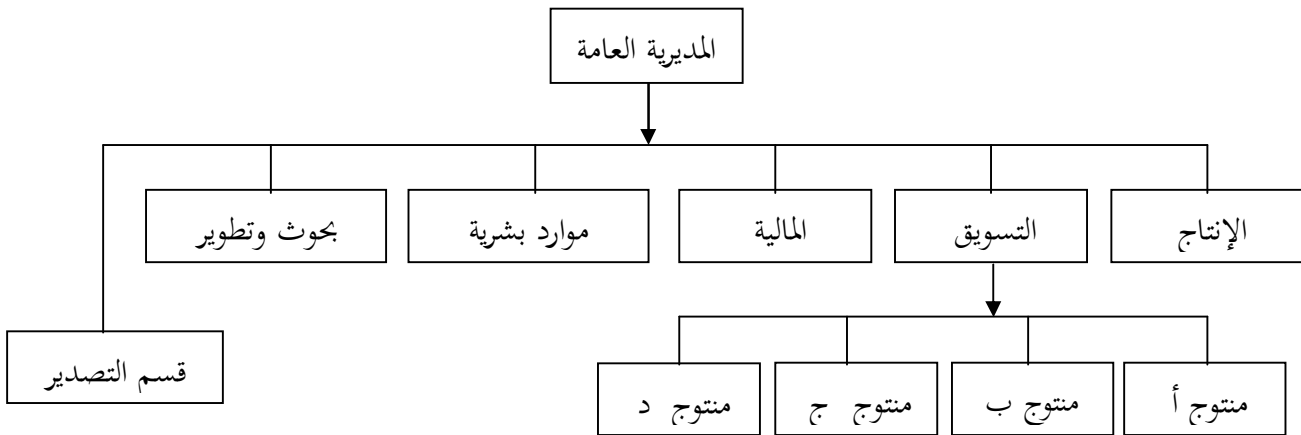 المديرية العامة
الإنتاج
التسويق
المالية
موارد بشرية
بحوث وتطوير
قسم التصدير
منتوج أ
منتوج ب
منتوج ج
منتوج د